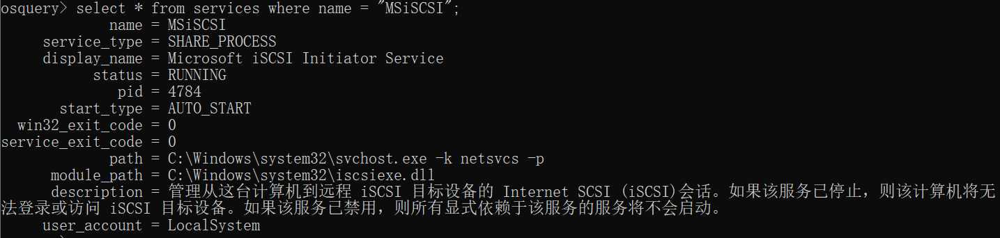 osquery> select * from services where name = "MSiSCSI";
name = MSiSCSI
service_type = SHARE_PROCESS
display_name = Microsoft iSCSI Initiator Service
status = RUNNING
pid = 4784
start_type = AUTO_START
win32_exit_code = 0
service_exit_code = 0
path = C:\Windows\system32\svchost.exe -k netsvcs -p
module_path = C:\Windows\system32\iscsiexe.dll
description = 管理从这台计算机到远程 iSCSI 目标设备的 Internet SCSI (iSCSI)会话。如果该服务已停止，则该计算机将无
法登录或访问 iSCSI 目标设备。如果该服务已禁用，则所有显式依赖于该服务的服务将不会启动。
user_account = LocalSystem